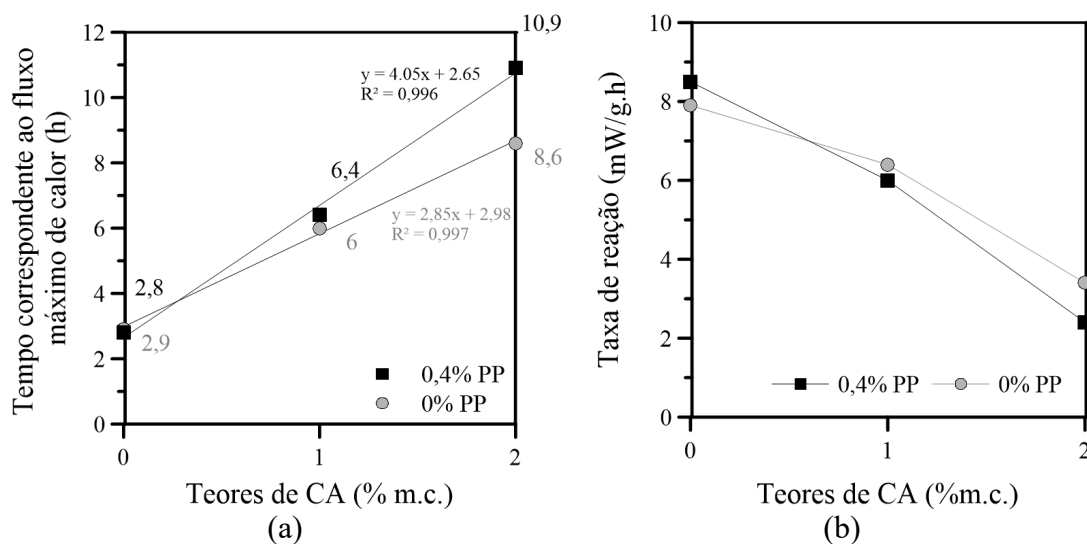 Tempo correspondente ao fluxo
máximo de calor (h)
12
10
8
6
4
2
0
0
1
2
10,9
y = 4.05x + 2.65
R² = 0,996
6,4
8,6
y = 2,85x + 2,98
R² = 0,997
6
2,8
2,9
0,4% PP
0% PP
Teores de CA (% m.c.)
(a)
Taxa de reação (mW/g.h)
10
8
6
4
2
0
0
1
2
0,4% PP
0% PP
Teores de CA (%m.c.)
(b)